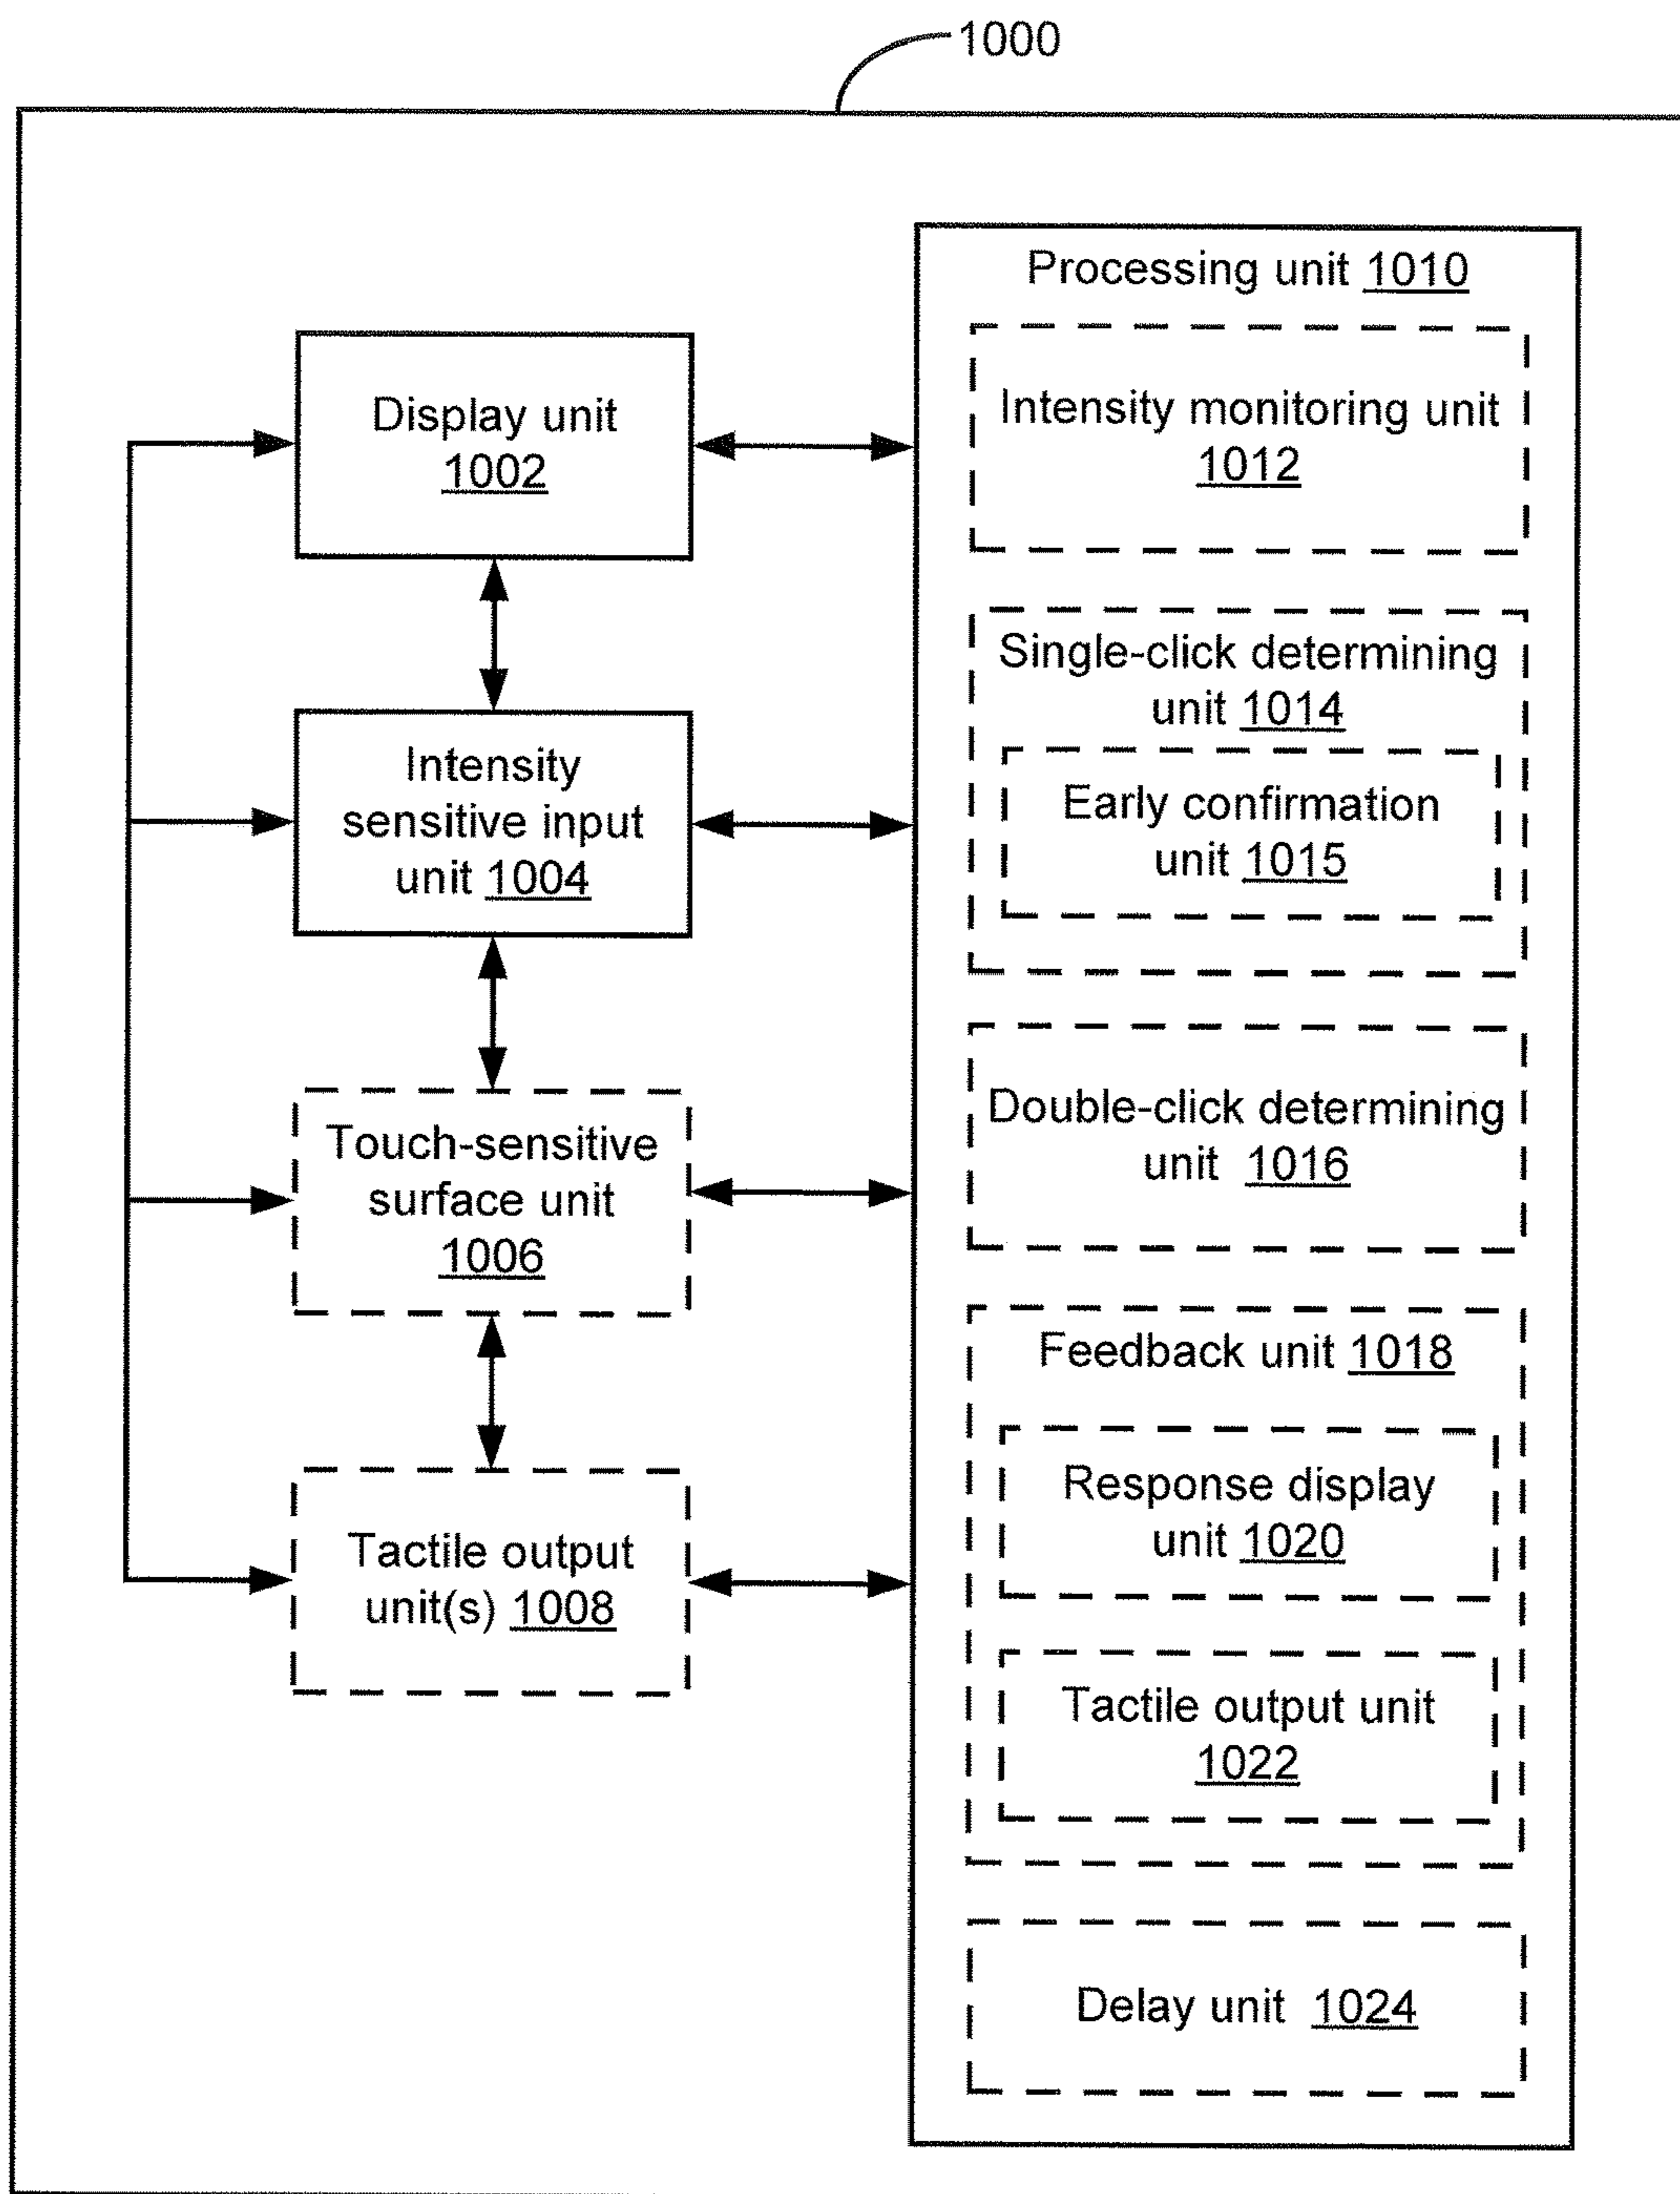 1000
Display unit
1002
Intensity
sensitive input
unit 1004
Touch-sensitive
surface unit
1006
Tactile output
unit(s) 1008
Processing unit 1010
Intensity monitoring unit
1012
Single-click determining
unit 1014
Early confirmation
unit 1015
Double-click determining
unit 1016
Feedback unit 1018
Response display
unit 1020
Tactile output unit
1022
Delay unit 1024